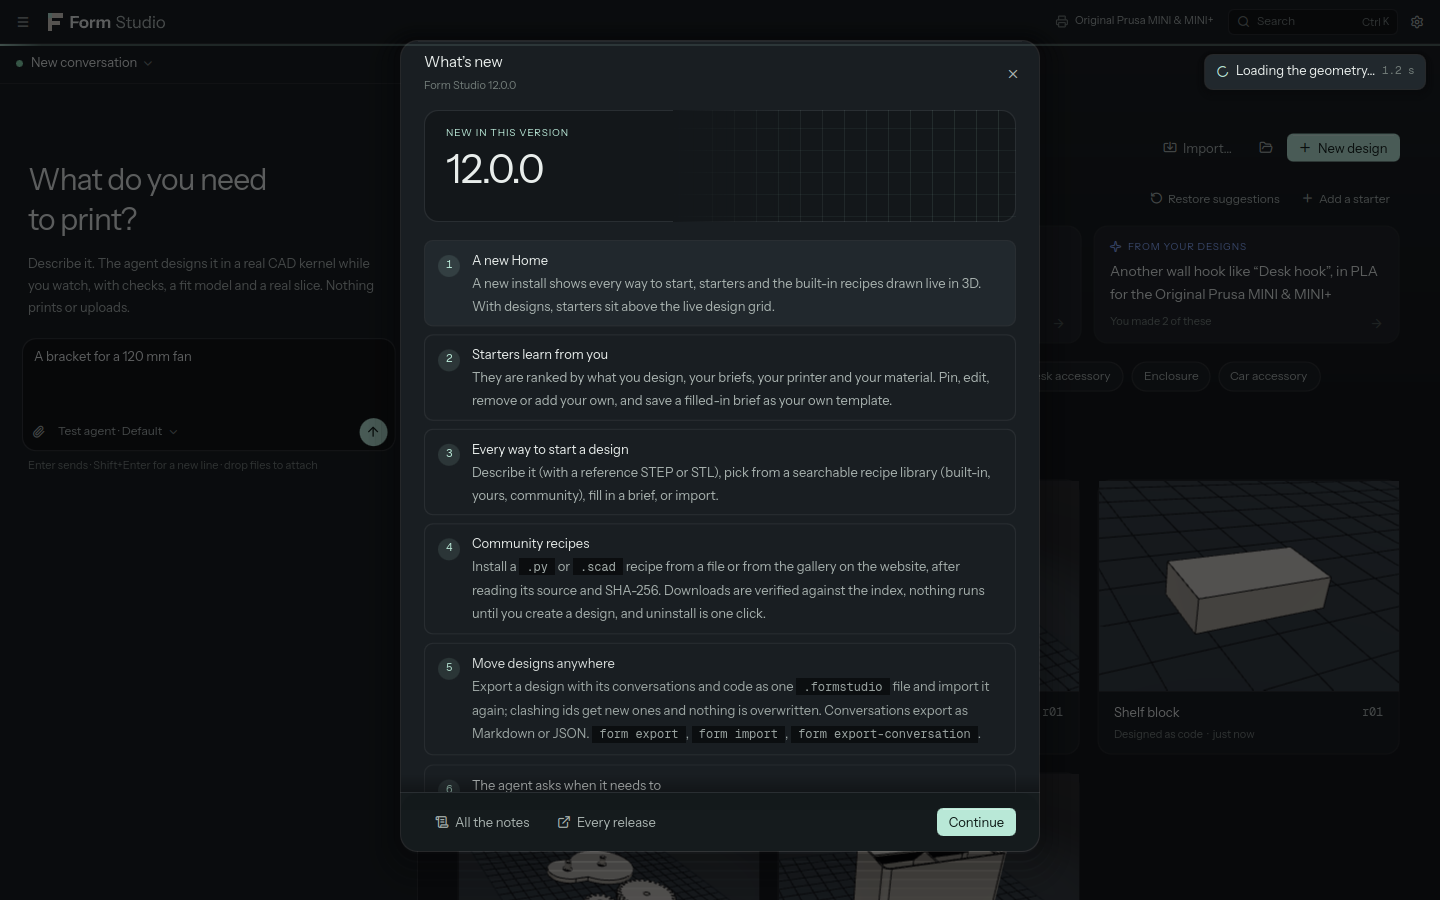 Form Studio
Original Prusa MINI & MINI+
Search
Ctrl K
New conversation
Loading the geometry... 1.2 s
What do you need
to print?
Describe it. The agent designs it in a real CAD kernel while
you watch, with checks, a fit model and a real slice. Nothing
prints or uploads.
A bracket for a 120 mm fan
Test agent · Default
Enter sends · Shift+Enter for a new line · drop files to attach
What's new
Form Studio 12.0.0
NEW IN THIS VERSION
12.0.0
1
A new Home
A new install shows every way to start, starters and the built-in recipes drawn live in 3D.
With designs, starters sit above the live design grid.
2
Starters learn from you
They are ranked by what you design, your briefs, your printer and your material. Pin, edit,
remove or add your own, and save a filled-in brief as your own template.
3
Every way to start a design
Describe it (with a reference STEP or STL), pick from a searchable recipe library (built-in,
yours, community), fill in a brief, or import.
4
Community recipes
Install a .py or .scad recipe from a file or from the gallery on the website, after
reading its source and SHA-256. Downloads are verified against the index, nothing runs
until you create a design, and uninstall is one click.
5
Move designs anywhere
Export a design with its conversations and code as one .formstudio file and import it
again; clashing ids get new ones and nothing is overwritten. Conversations export as
Markdown or JSON. form export , form import , form export-conversation .
6
The agent asks when it needs to
All the notes
Every release
Continue
Import...
New design
Restore suggestions
Add a starter
FROM YOUR DESIGNS
Another wall hook like “Desk hook”, in PLA
for the Original Prusa MINI & MINI+
You made 2 of these
accessory
Enclosure
Car accessory
r01
Shelf block
r01
Designed as code · just now